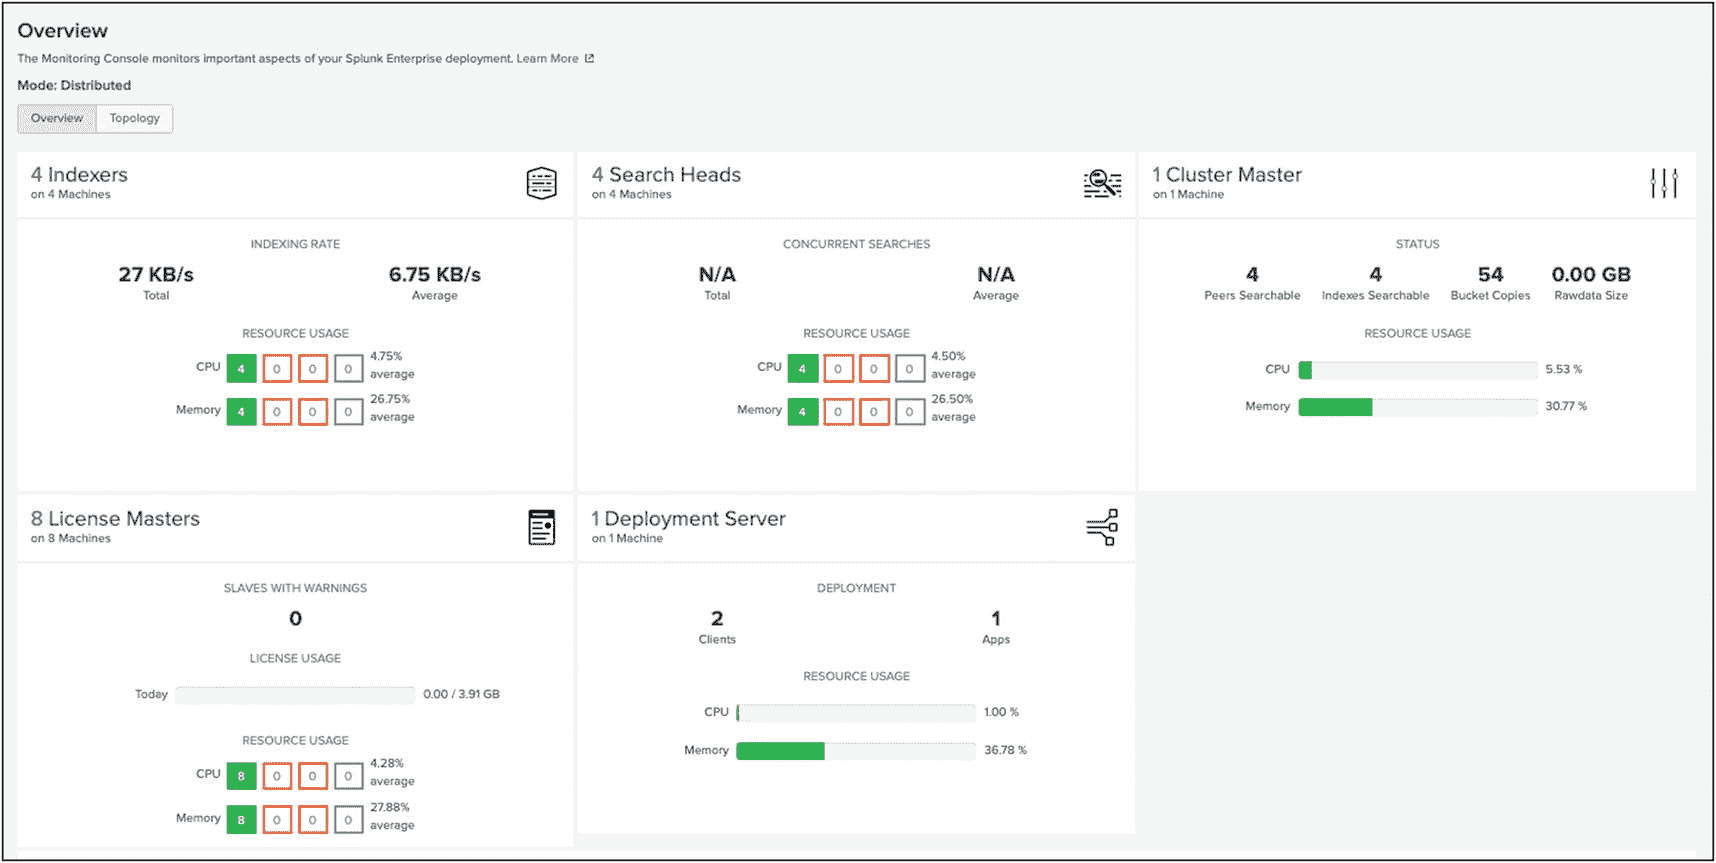 Overview
The Monitoring Console monitors important aspects of your Splunk Enterprise deployment. Learn More
Mode: Distributed
Overview Topology
4 Indexers
on 4 Machines
INDEXING RATE
27 KB/s 6.75 KB/s
Total Average
RESOURCE USAGE
CPU 4 0 0 0 4.75% average
Memory 4 0 0 0 26.75% average
4 Search Heads
on 4 Machines
CONCURRENT SEARCHES
N/A N/A
Total Average
RESOURCE USAGE
CPU 4 0 0 0 4.50% average
Memory 4 0 0 0 26.50% average
1 Cluster Master
on 1 Machine
STATUS
4 4 54 0.00 GB
Peers Searchable Indexes Searchable Bucket Copies Rawdata Size
RESOURCE USAGE
CPU 5.53 %
Memory 30.77 %
8 License Masters
on 8 Machines
SLAVES WITH WARNINGS
0
LICENSE USAGE
Today 0.00 / 3.91 GB
RESOURCE USAGE
CPU 8 0 0 0 4.28% average
Memory 8 0 0 0 27.88% average
1 Deployment Server
on 1 Machine
DEPLOYMENT
2 1
Clients Apps
RESOURCE USAGE
CPU 1.00 %
Memory 36.78 %